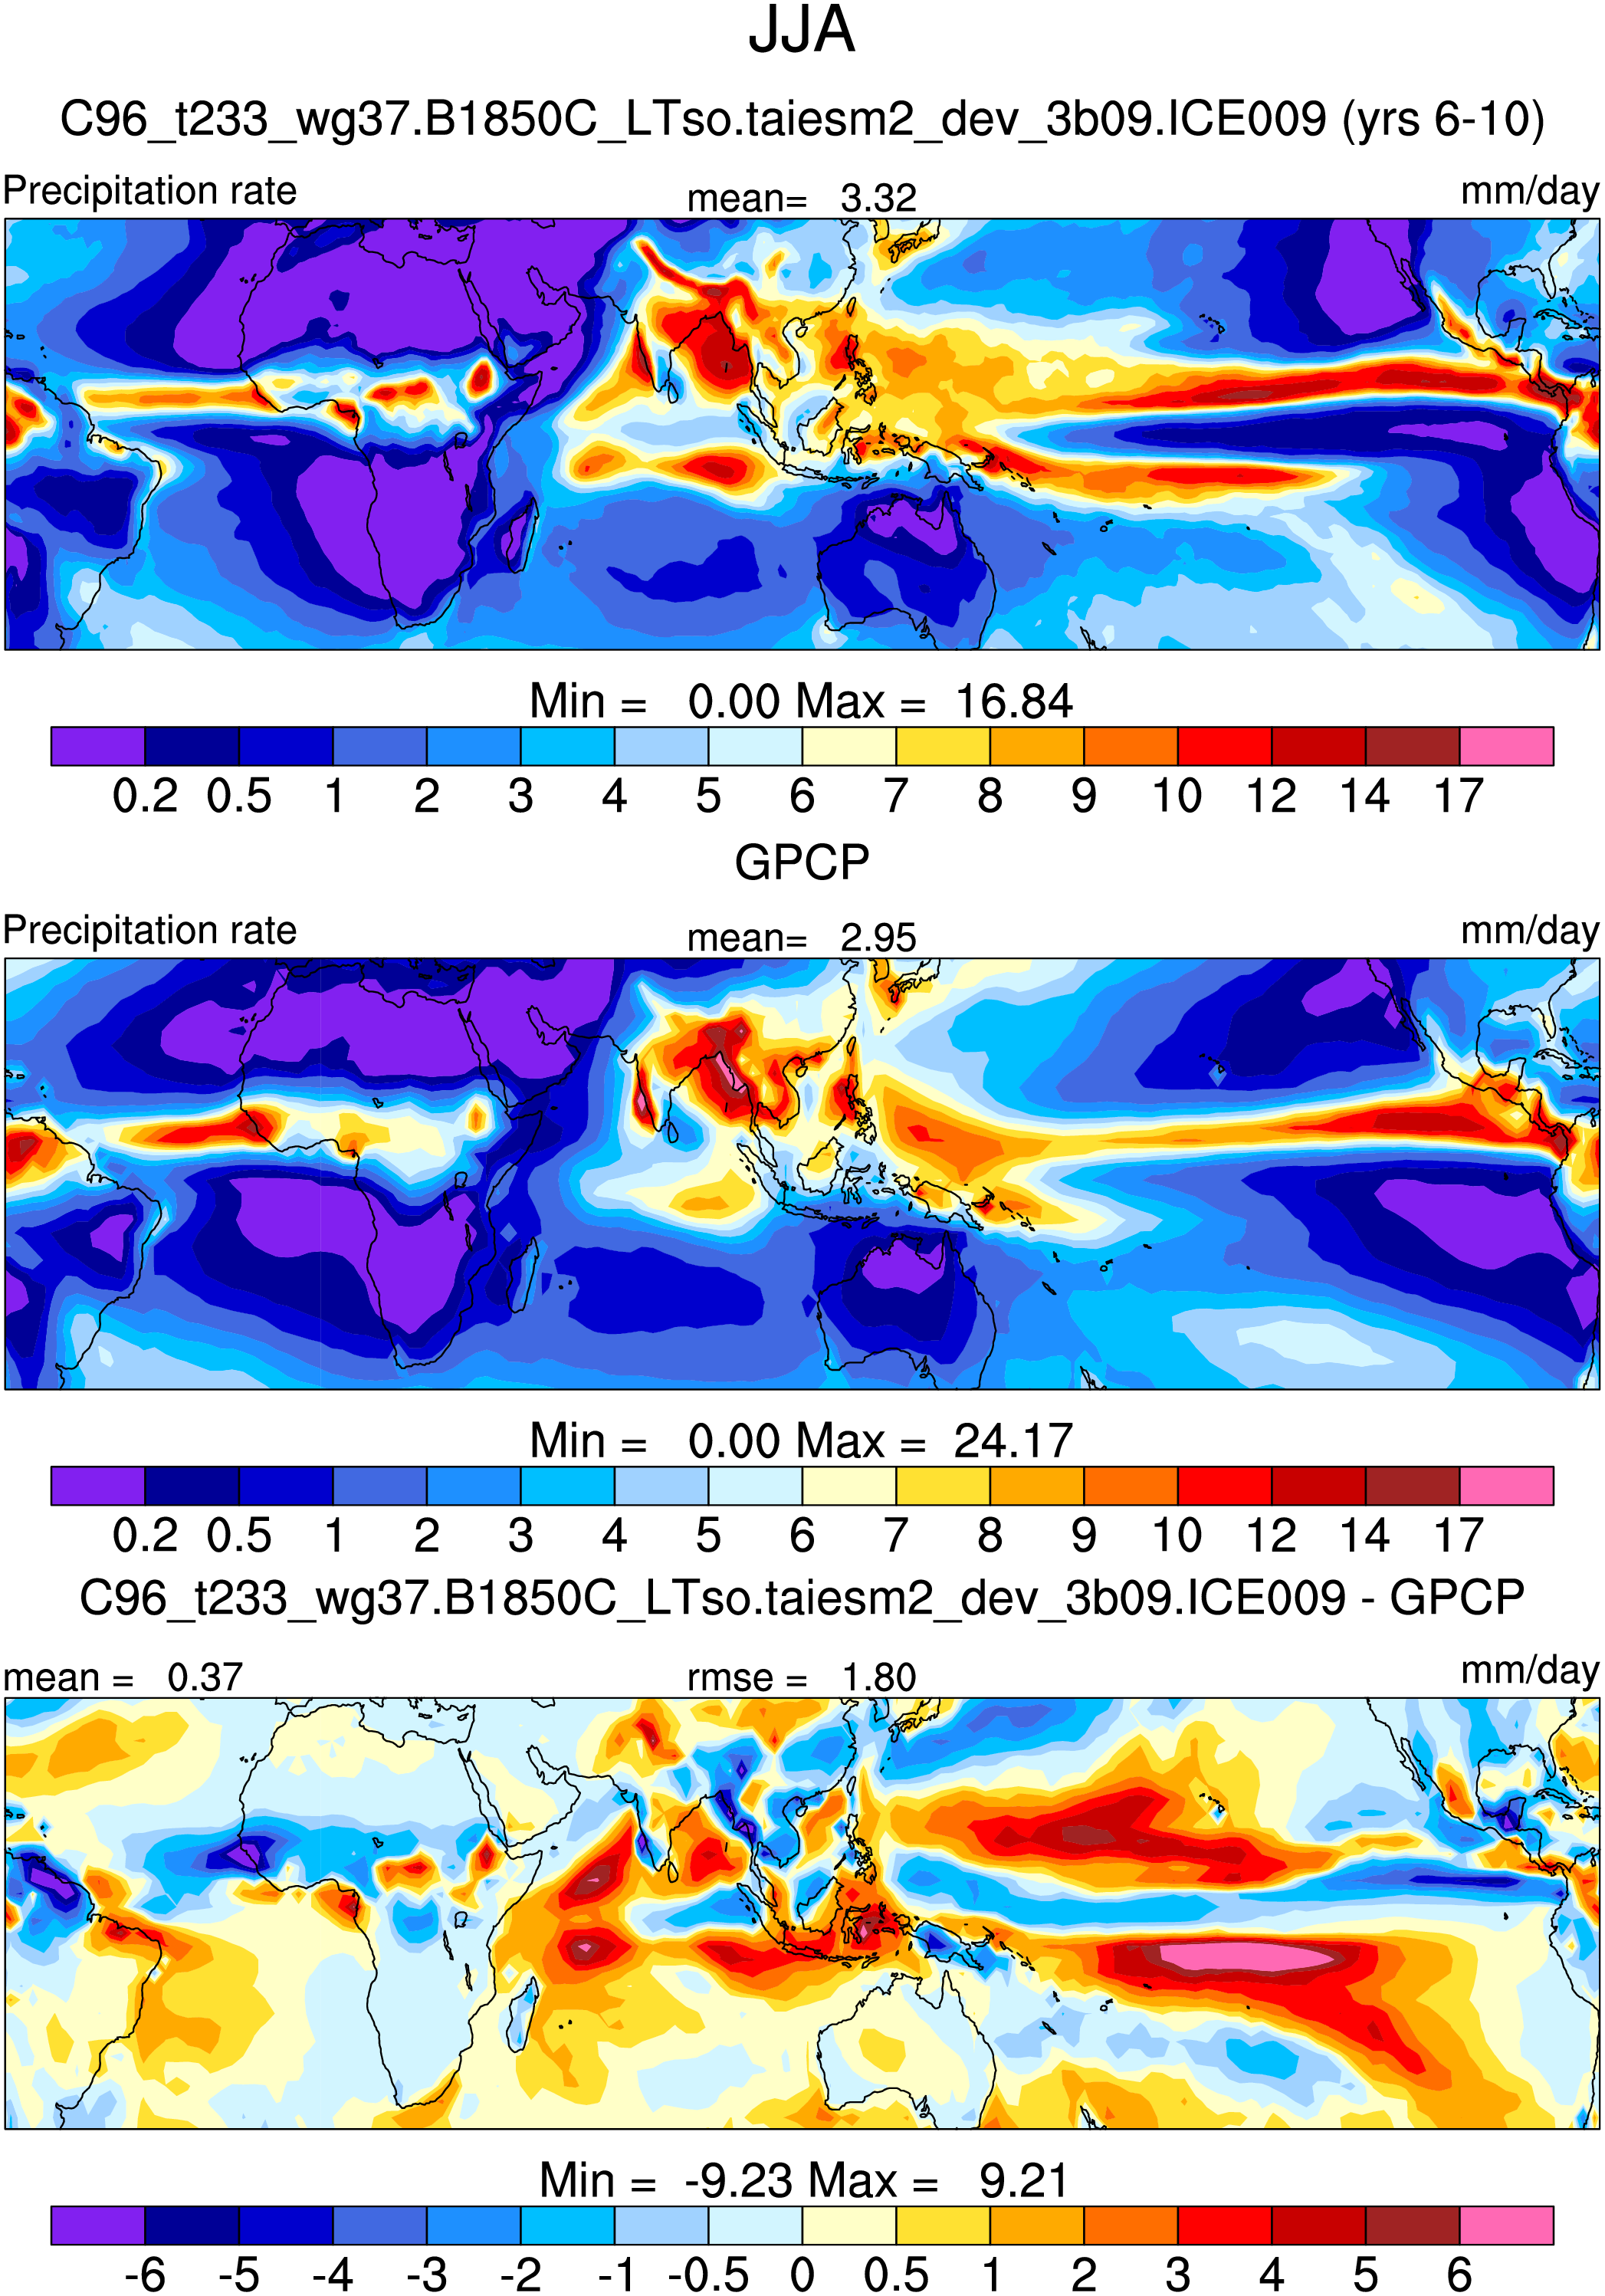 JJA
C96_t233_wg37.B1850C_LTso.taiesm2_dev_3b09.ICE009 (yrs 6-10)
Precipitation rate mean= 3.32 mm/day
Min = 0.00 Max = 16.84
0.2 0.5 1 2 3 4 5 6 7 8 9 10 12 14 17
GPCP
Precipitation rate mean= 2.95 mm/day
Min = 0.00 Max = 24.17
0.2 0.5 1 2 3 4 5 6 7 8 9 10 12 14 17
C96_t233_wg37.B1850C_LTso.taiesm2_dev_3b09.ICE009 - GPCP
mean = 0.37 rmse = 1.80 mm/day
Min = -9.23 Max = 9.21
-6 -5 -4 -3 -2 -1 -0.5 0 0.5 1 2 3 4 5 6